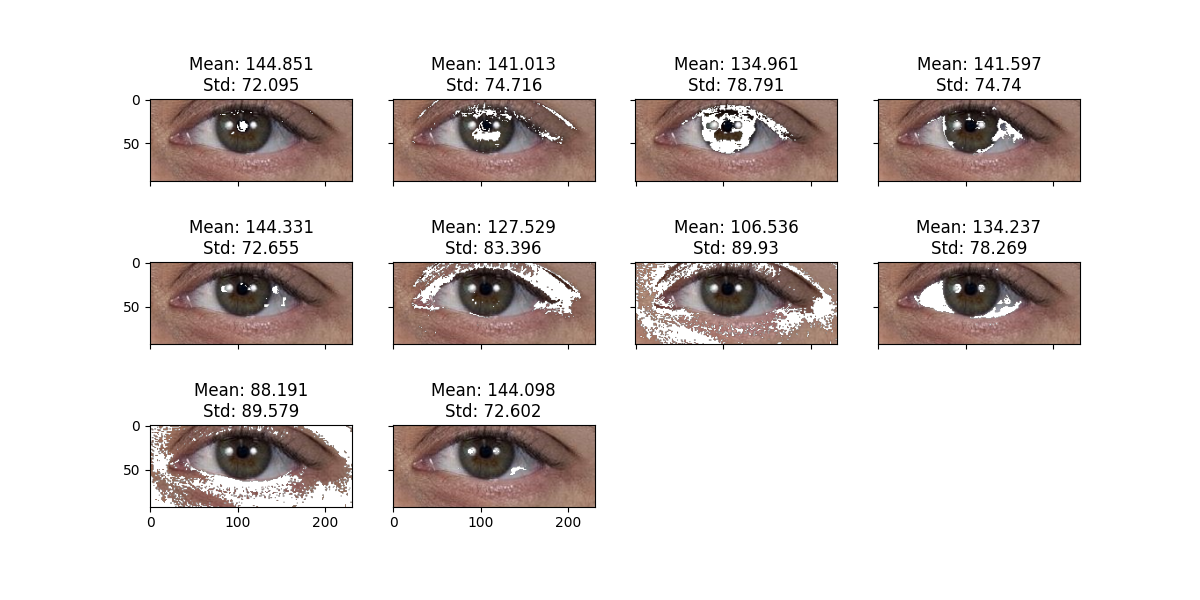 Mean: 144.851
Std: 72.095
Mean: 141.013
Std: 74.716
Mean: 134.961
Std: 78.791
Mean: 141.597
Std: 74.74
0
50
Mean: 144.331
Std: 72.655
Mean: 127.529
Std: 83.396
Mean: 106.536
Std: 89.93
Mean: 134.237
Std: 78.269
0
50
Mean: 88.191
Std: 89.579
Mean: 144.098
Std: 72.602
0
50
0 100 200
0 100 200